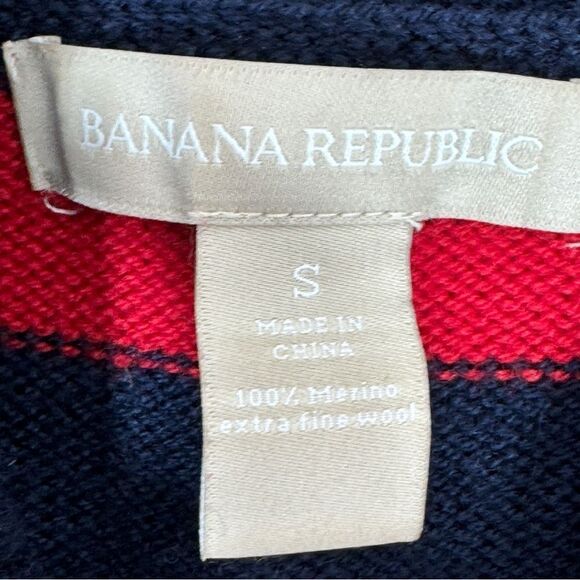 BANANA REPUBLIC
S
MADE IN
CHINA
100% Merino
extra fine wool